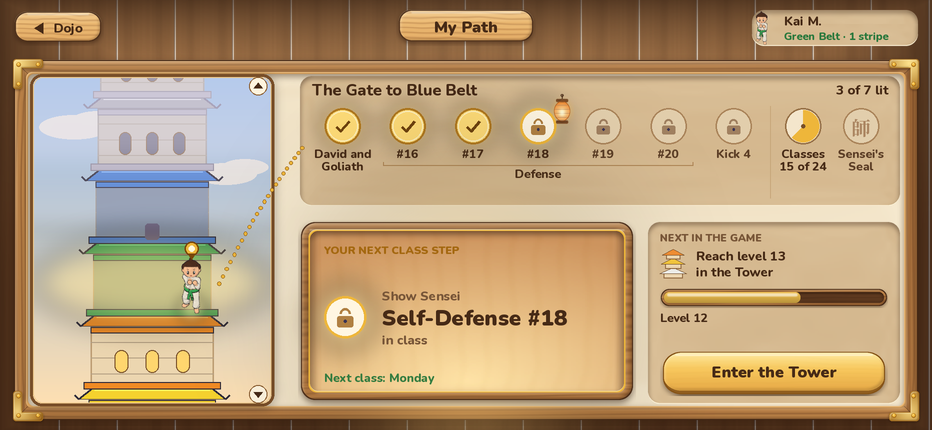 ◀ Dojo
My Path
Kai M.
Green Belt · 1 stripe
The Gate to Blue Belt
3 of 7 lit
David and
Goliath
#16
#17
#18
#19
#20
Kick 4
Classes
15 of 24
Sensei's
Seal
Defense
YOUR NEXT CLASS STEP
Show Sensei
Self-Defense #18
in class
Next class: Monday
NEXT IN THE GAME
Reach level 13
in the Tower
Level 12
Enter the Tower